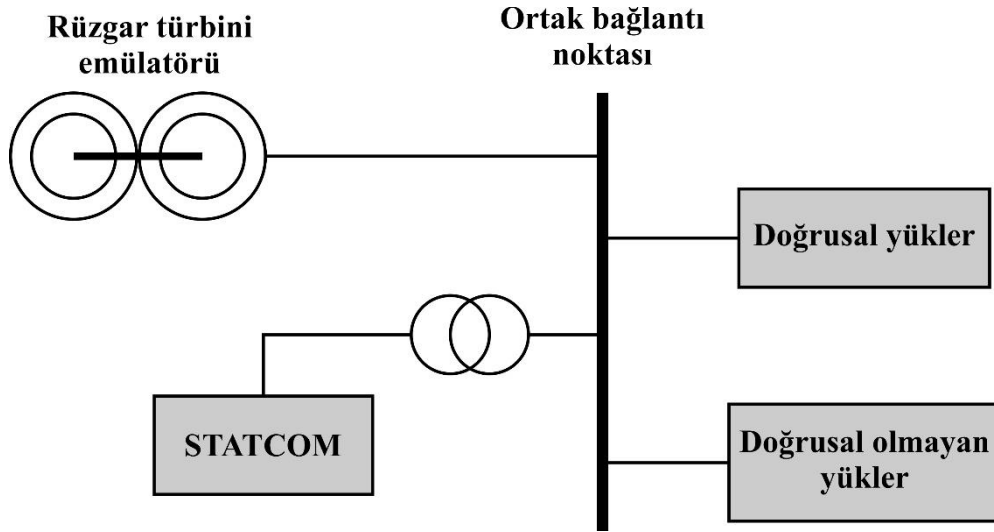 Rüzgar türbini
emülatörü
Ortak bağlantı
noktası
Doğrusal yükler
STATCOM
Doğrusal olmayan
yükler